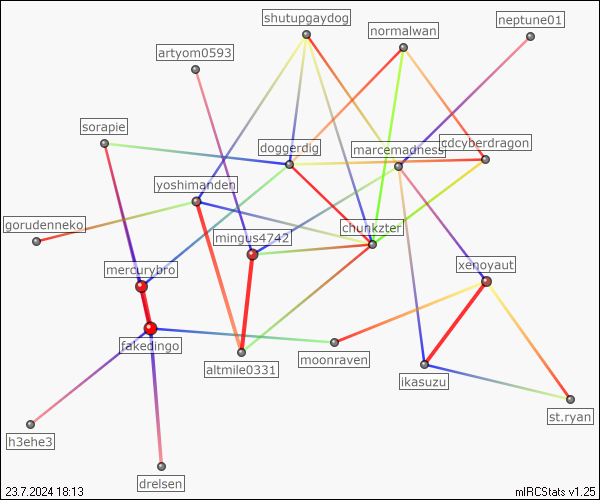 shutupgaydog
neptune01
normalwan
artyom0593
sorapie
doggerdig
marcemadness
cdcyberdragon
yoshimanden
gorudenneko
chunkzter
mingus4742
mercurybro
xenoyaut
fakedingo
moonraven
altmile0331
ikasuzu
st.ryan
h3ehe3
drelsen
23.7.2024 18:13
mIRCStats v1.25